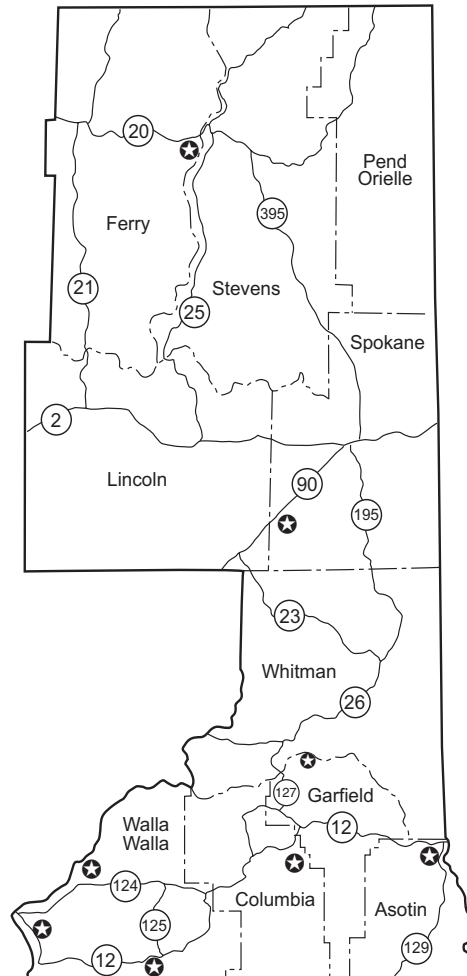 20
Pend
Orielle
395
Ferry
21
Stevens
25
Spokane
2
Lincoln
90
195
23
Whitman
26
127
Garfield
12
Walla
Walla
124
Columbia
Asotin
125
12
129